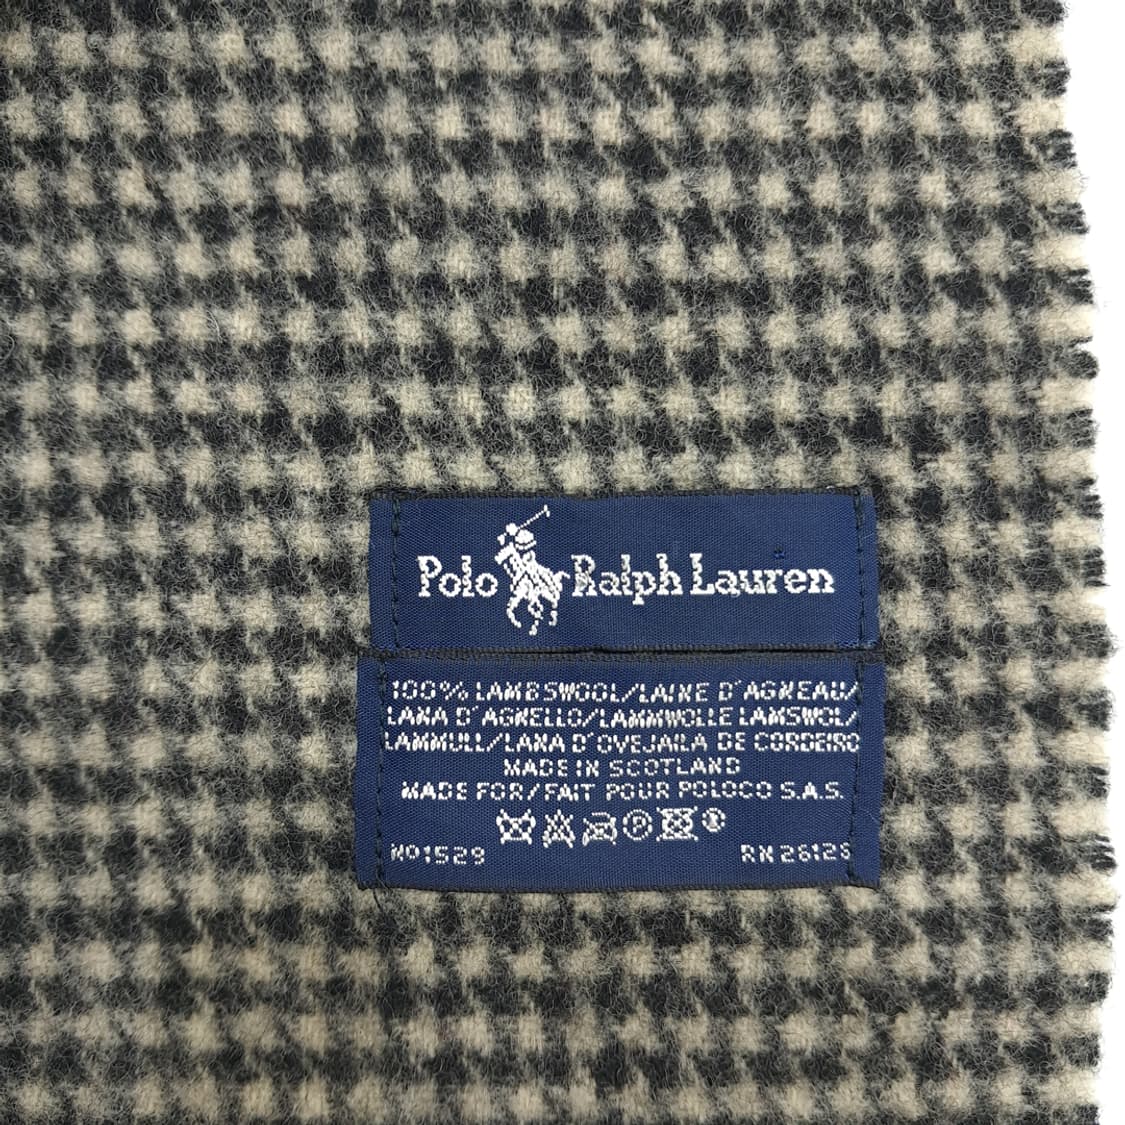 Polo Ralph Lauren
100% LAMBSWOOL/LAINE D'AGNEAU/
LANA D'AGNELLO/LAMMWOLLE LAMSWOL/
LAMMULL/LANA D'OVEJAILA DE CORDEIRO
MADE IN SCOTLAND
MADE FOR/FAIT POUR POLOCO S.A.S.
P
NO1529 RN 26128